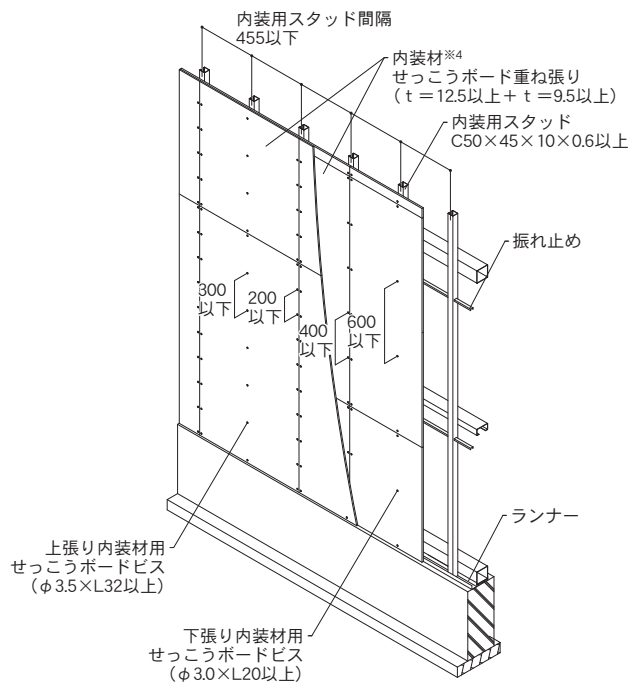 内装用スタッド間隔
455以下
内装材※4
せっこうボード重ね張り
（ｔ＝12.5以上＋ｔ＝9.5以上）
内装用スタッド
C50×45×10×0.6以上
振れ止め
300
以下
200
以下
400
以下
600
以下
ランナー
上張り内装材用
せっこうボードビス
（φ3.5×L32以上）
下張り内装材用
せっこうボードビス
（φ3.0×L20以上）